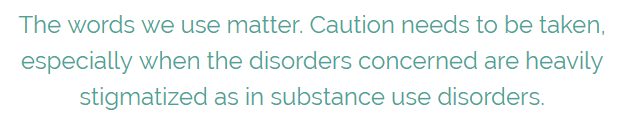 The words we use matter. Caution needs to be taken,
especially when the disorders concerned are heavily
stigmatized as in substance use disorders.